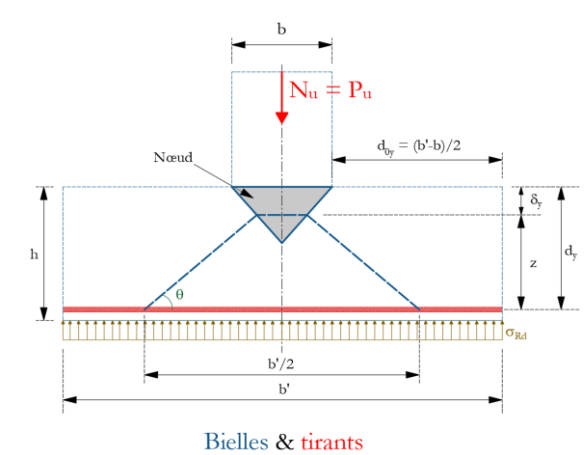 b
Nu = Pu
d₀y = (b'-b)/2
Nœud
δy
h
z
dy
θ
σRd
b'/2
b'
Bielles & tirants